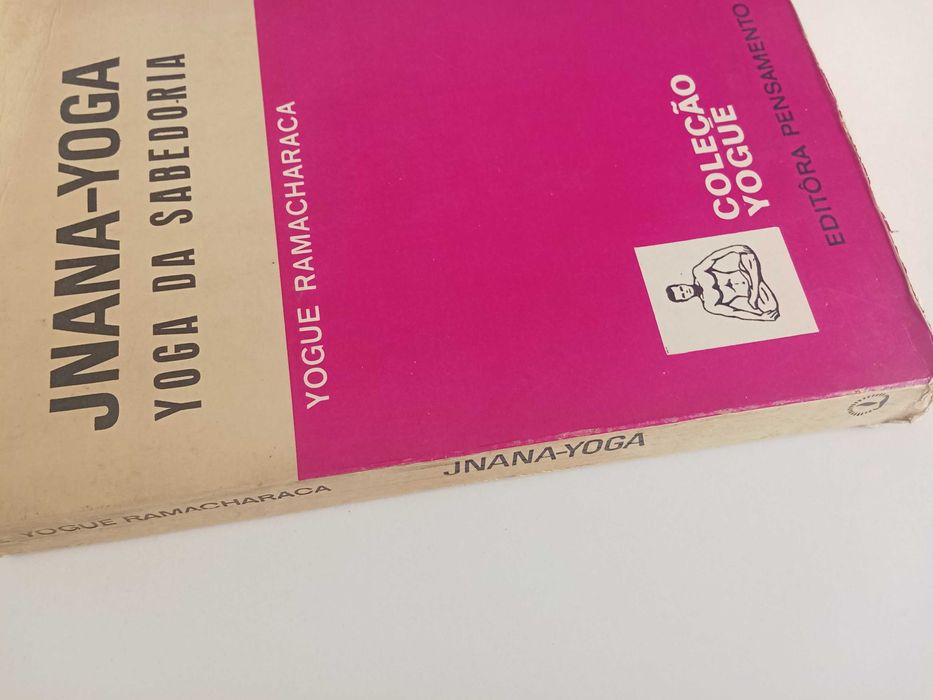 JNANA-YOGA
YOGA DA SABEDORIA
YOGUE RAMACHARACA
COLEÇÃO
YOGUE
EDITÔRA PENSAMENTO
YOGUE RAMACHARACA
JNANA-YOGA